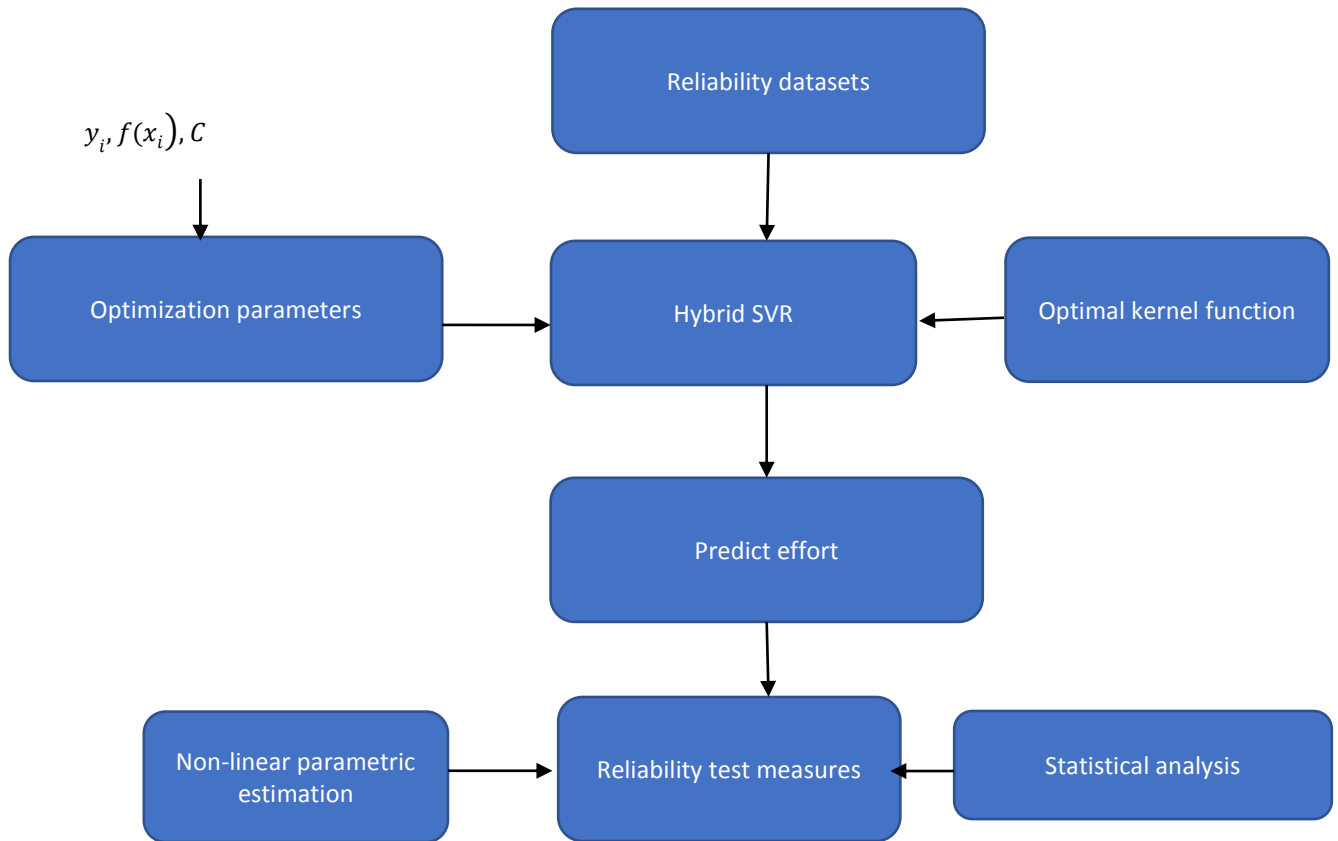 Reliability datasets
y_i, f(x_i), C
Optimization parameters
Hybrid SVR
Optimal kernel function
Predict effort
Non-linear parametric
estimation
Reliability test measures
Statistical analysis